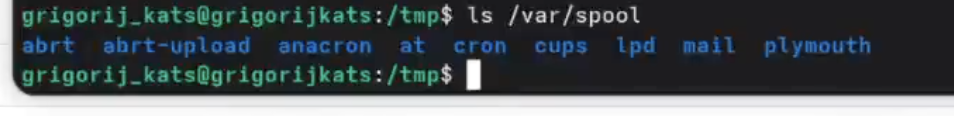 grigorij_kats@grigorijkats:/tmp$ ls /var/spool
abrt abrt-upload anacron at cron cups lpd mail plymouth
grigorij_kats@grigorijkats:/tmp$